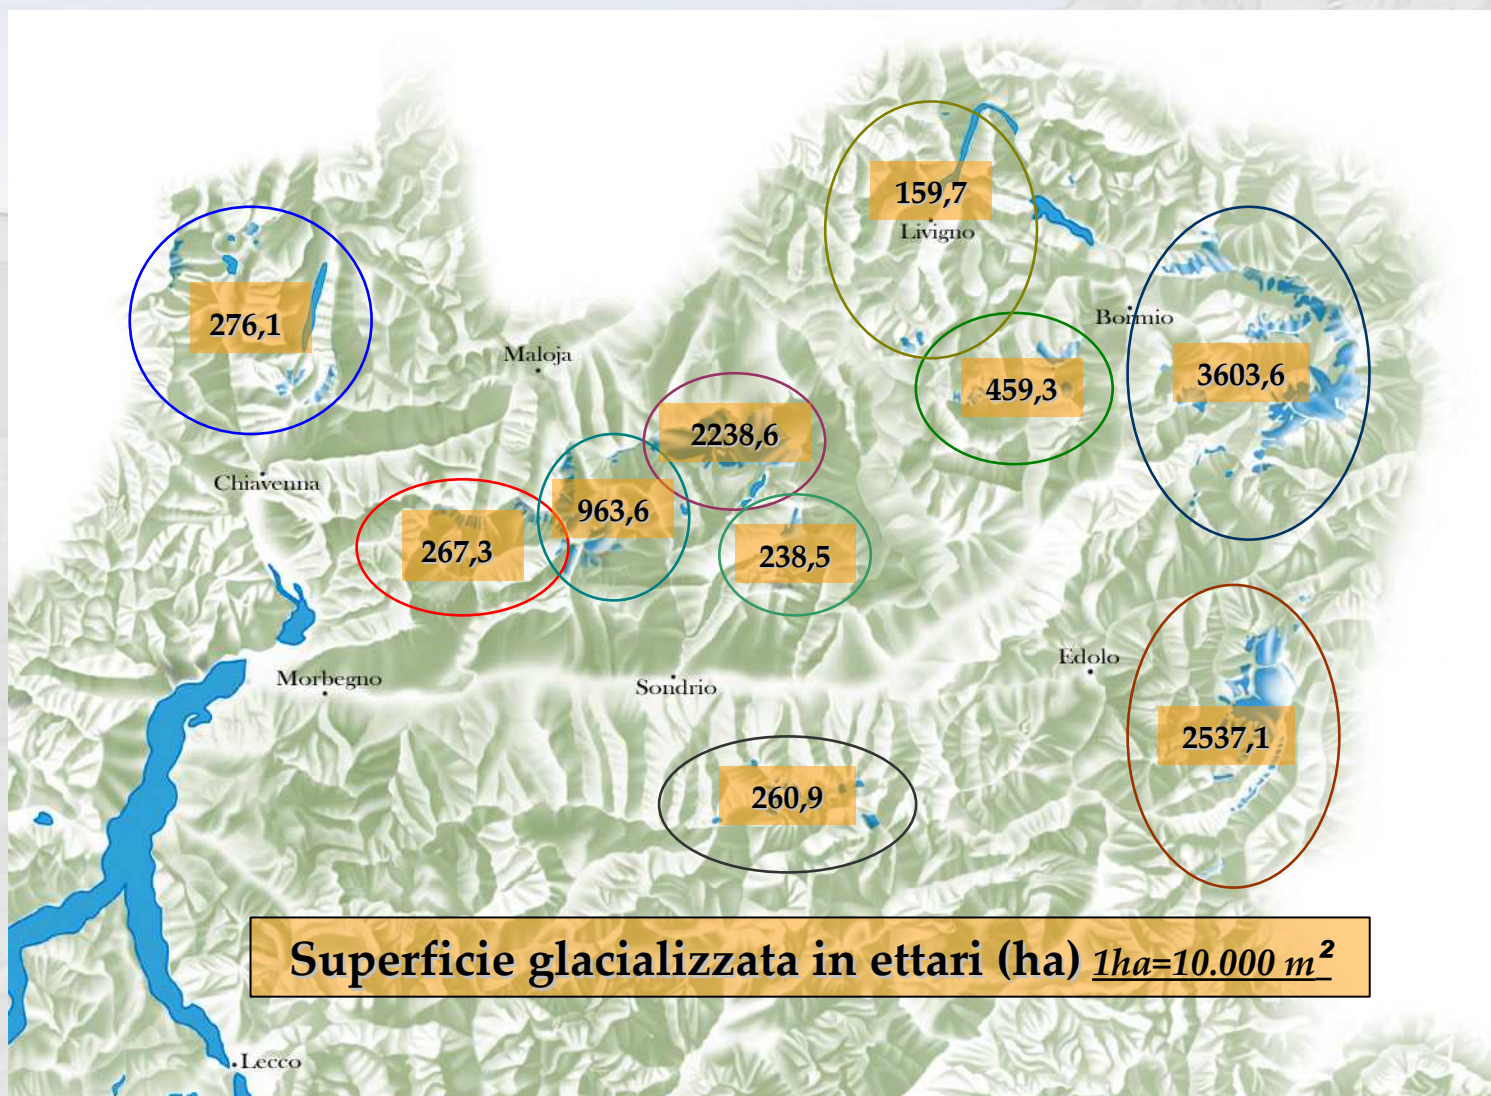 159,7
Livigno
276,1
Bormio
Maloja
3603,6
459,3
2238,6
Chiavenna
963,6
267,3
238,5
Edolo
Morbegno
Sondrio
2537,1
260,9
Superficie glacializzata in ettari (ha) 1ha=10.000 m²
Lecco